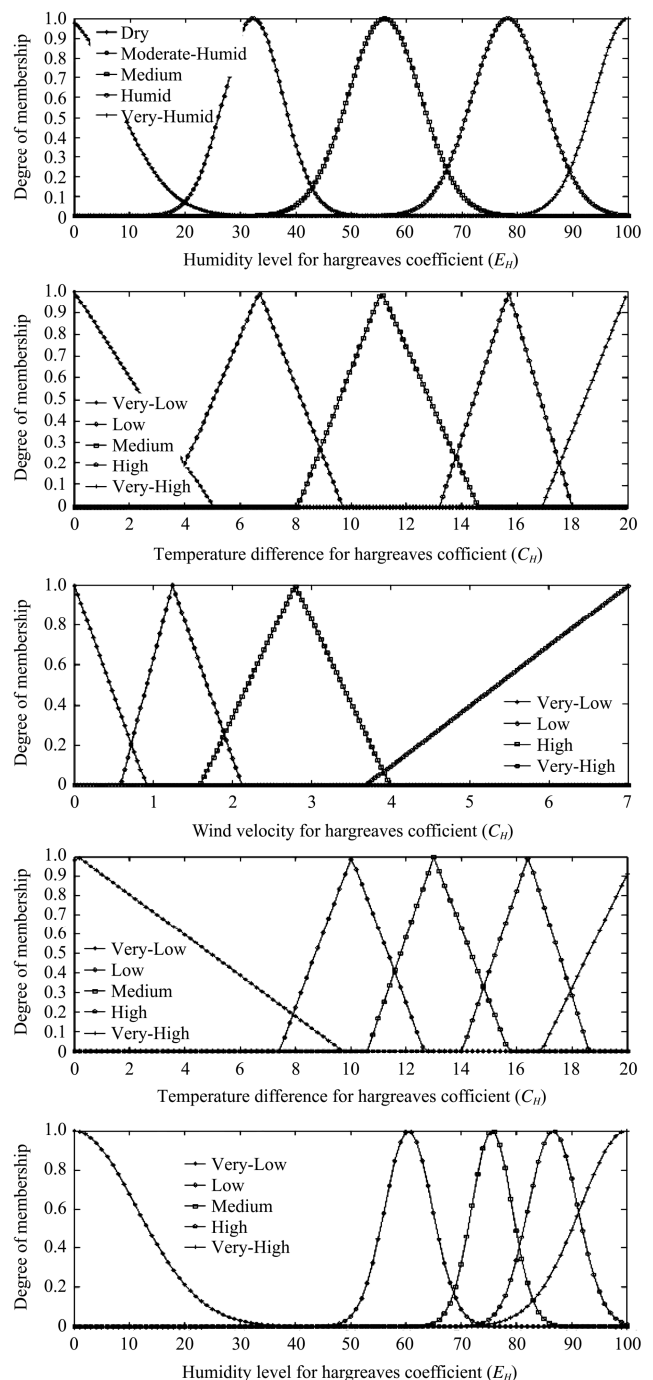 Degree of membership
1.0
0.9
0.8
0.7
0.6
0.5
0.4
0.3
0.2
0.1
0
Dry
Moderate-Humid
Medium
Humid
Very-Humid
0 10 20 30 40 50 60 70 80 90 100
Humidity level for hargreaves coefficient (E_H)
Degree of membership
1.0
0.9
0.8
0.7
0.6
0.5
0.4
0.3
0.2
0.1
0
Very-Low
Low
Medium
High
Very-High
0 2 4 6 8 10 12 14 16 18 20
Temperature difference for hargreaves cofficient (C_H)
Degree of membership
1.0
0.8
0.6
0.4
0.2
0
Very-Low
Low
High
Very-High
0 1 2 3 4 5 6 7
Wind velocity for hargreaves cofficient (C_H)
Degree of membership
1.0
0.9
0.8
0.7
0.6
0.5
0.4
0.3
0.2
0.1
0
Very-Low
Low
Medium
High
Very-High
0 2 4 6 8 10 12 14 16 18 20
Temperature difference for hargreaves cofficient (C_H)
Degree of membership
1.0
0.8
0.6
0.4
0.2
0
Very-Low
Low
Medium
High
Very-High
0 10 20 30 40 50 60 70 80 90 100
Humidity level for hargreaves coefficient (E_H)